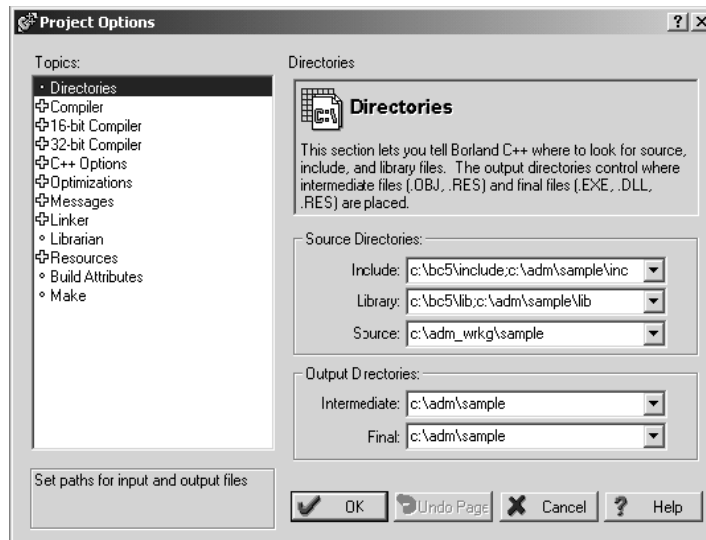 Project Options
Topics:
Directories
Compiler
16-bit Compiler
32-bit Compiler
C++ Options
Optimizations
Messages
Linker
Librarian
Resources
Build Attributes
Make
Set paths for input and output files
Directories
C:\
Directories
This section lets you tell Borland C++ where to look for source,
include, and library files. The output directories control where
intermediate files (.OBJ, .RES) and final files (.EXE, .DLL,
.RES) are placed.
Source Directories:
Include: c:\bc5\include;c:\adm\sample\inc
Library: c:\bc5\lib;c:\adm\sample\lib
Source: c:\adm_wrkg\sample
Output Directories:
Intermediate: c:\adm\sample
Final: c:\adm\sample
OK Undo Page Cancel ? Help